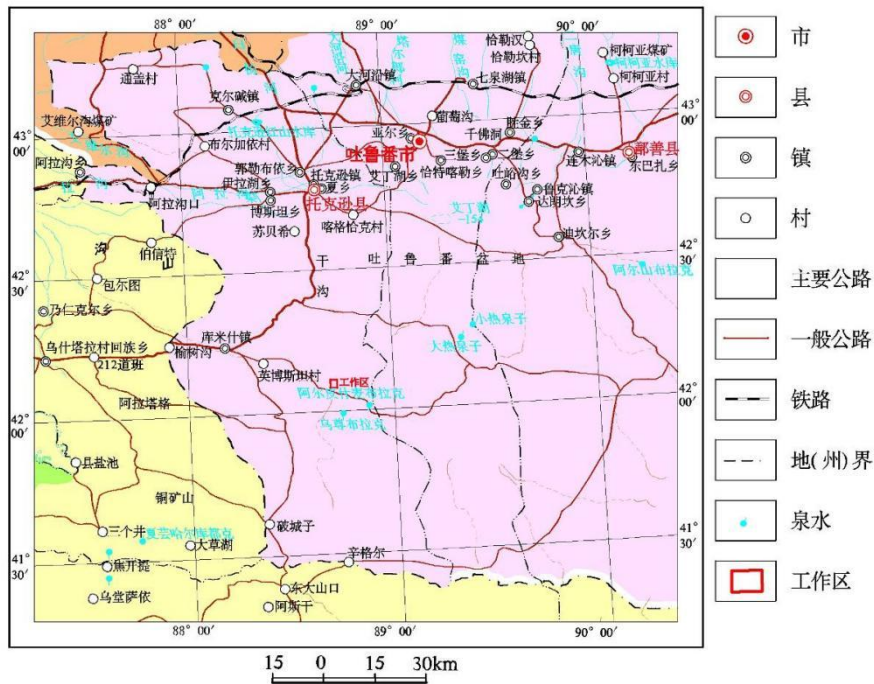 88° 00′
89° 00′
90° 00′
恰勒汉
恰勒坎村
柯柯亚煤矿
柯柯亚村
通盖村
大河沿镇
七泉湖镇
克尔碱镇
43° 00′
43° 00′
艾维尔沟煤矿
葡萄沟
亚尔乡
千佛洞
胜金乡
吐鲁番市
布尔加依村
三堡乡
二堡乡
连木沁镇
鄯善县
东巴扎乡
阿拉沟乡
郭勒布依乡
托克逊镇
艾丁湖乡
恰特喀勒乡
吐峪沟乡
伊拉湖乡
夏乡
托克逊县
鲁克沁镇
达朗坎乡
阿拉沟口
博斯坦乡
艾丁湖
-154
苏贝希
喀格恰克村
迪坎尔乡
伯信特
沟
山
干
沟
吐 鲁 番 盆 地
阿尔山布拉克
42° 30′
42° 30′
包尔图
乃仁克尔乡
小热泉子
大热泉子
库米什镇
乌什塔拉村回族乡
212道班
榆树沟
英博斯坦村
工作区
乌尊布拉克
阿拉塔格
42° 00′
42° 00′
县盐池
铜矿山
破城子
三个井
大草湖
辛格尔
41° 30′
41° 30′
焦开提
乌堂萨依
东大山口
阿斯干
88° 00′
89° 00′
90° 00′
15 0 15 30km
市
县
镇
村
主要公路
一般公路
铁路
地(州)界
泉水
工作区